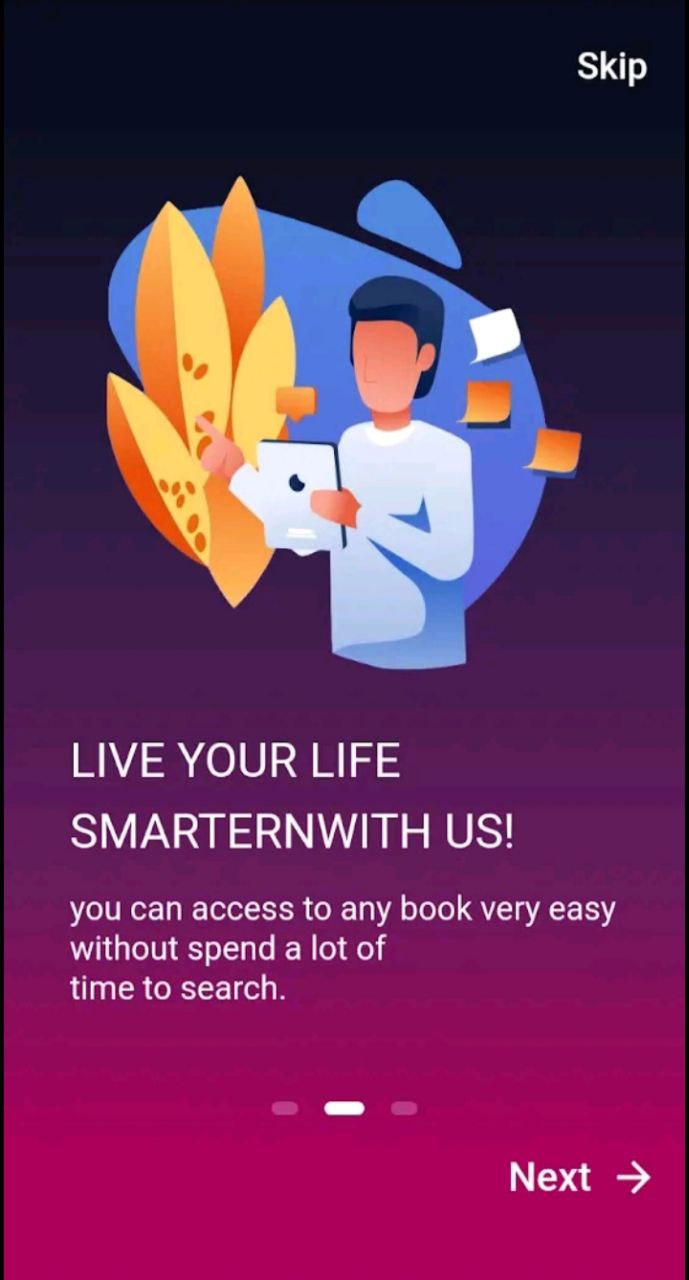 Skip
LIVE YOUR LIFE
SMARTERNWITH US!
you can access to any book very easy
without spend a lot of
time to search.
Next